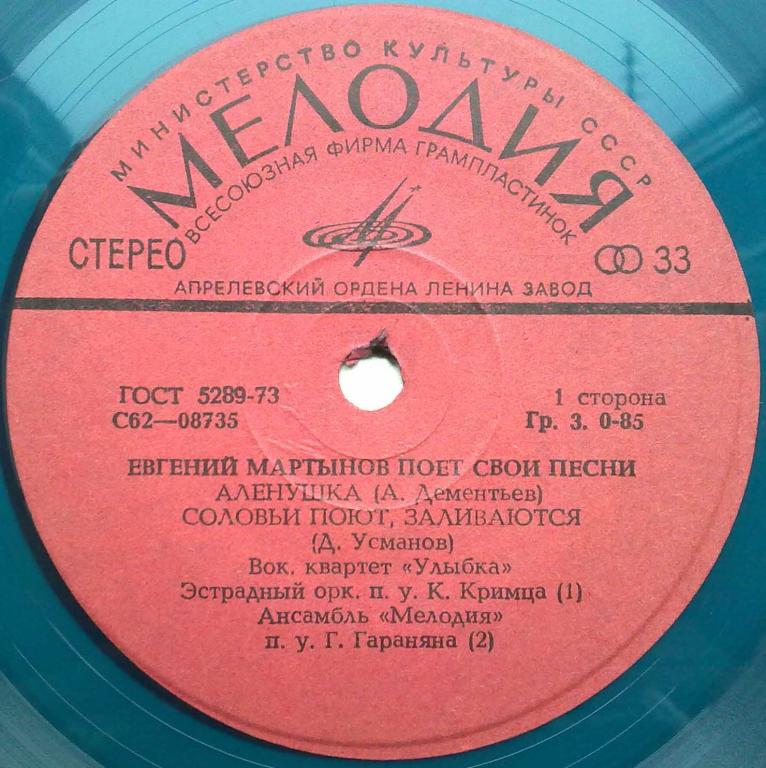 МИНИСТЕРСТВО КУЛЬТУРЫ СССР
МЕЛОДИЯ
ВСЕСОЮЗНАЯ ФИРМА ГРАМПЛАСТИНОК
СТЕРЕО
33
АПРЕЛЕВСКИЙ ОРДЕНА ЛЕНИНА ЗАВОД
ГОСТ 5289-73
1 сторона
С62—08735
Гр. 3. 0-85
ЕВГЕНИЙ МАРТЫНОВ ПОЕТ СВОИ ПЕСНИ
АЛЕНУШКА (А. Дементьев)
СОЛОВЬИ ПОЮТ, ЗАЛИВАЮТСЯ
(Д. Усманов)
Вок. квартет «Улыбка»
Эстрадный орк. п. у. К. Кримца (1)
Ансамбль «Мелодия»
п. у. Г. Гараняна (2)